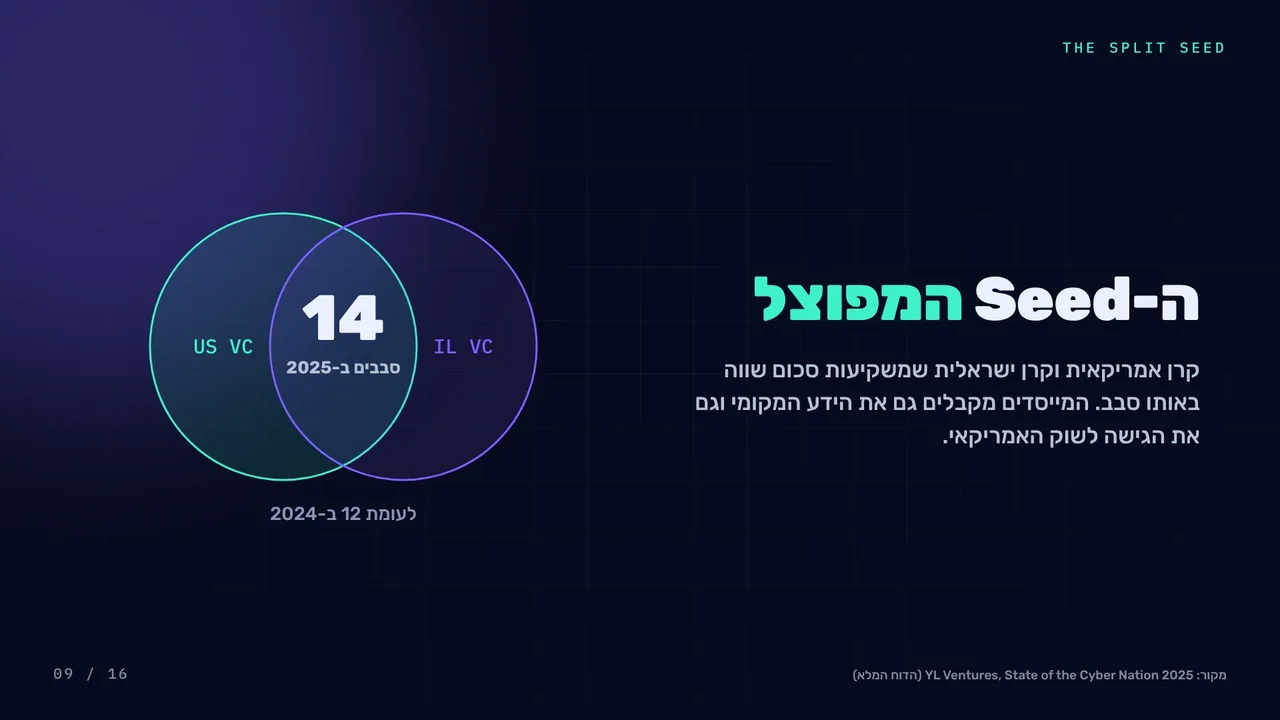 THE SPLIT SEED
ה-Seed המפוצל
קרן אמריקאית וקרן ישראלית שמשקיעות סכום שווה
באותו סבב. המייסדים מקבלים גם את הידע המקומי וגם
את הגישה לשוק האמריקאי.
US VC
14
סבבים ב-2025
IL VC
לעומת 12 ב-2024
מקור: YL Ventures, State of the Cyber Nation 2025 (הדוח המלא)
09 / 16